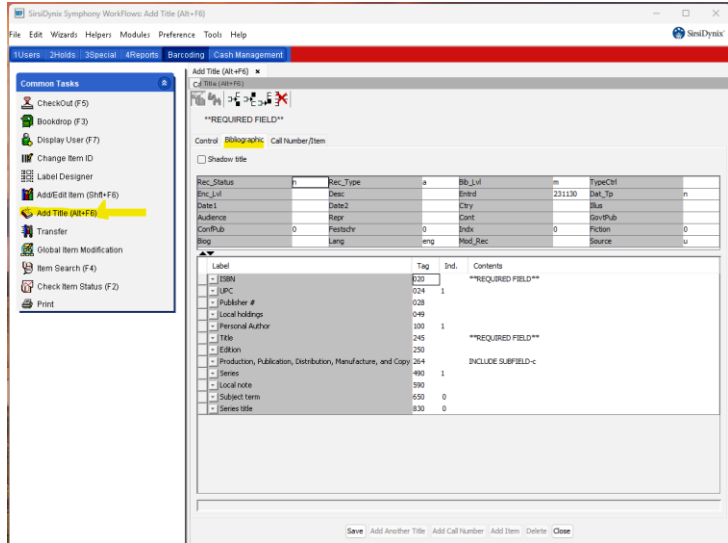 SirsiDynix Symphony WorkFlows: Add Title (Alt+F6)
File Edit Wizards Helpers Modules Preference Tools Help
SirsiDynix
1Users 2Holds 3Special 4Reports Barcoding Cash Management
Common Tasks
CheckOut (F5)
Bookdrop (F3)
Display User (F7)
Change Item ID
Label Designer
Add/Edit Item (Shft+F6)
Add Title (Alt+F6)
Transfer
Global Item Modification
Item Search (F4)
Check Item Status (F2)
Print
Add Title (Alt+F6) ×
Title (Alt+F6)
**REQUIRED FIELD**
Control Bibliographic Call Number/Item
Shadow title
Rec_Status n Rec_Type a Bib_Lvl m TypeCtrl
Enc_Lvl Desc Entrd 231130 Dat_Tp n
Date1 Date2 Ctry Illus
Audience Repr Cont GovtPub
ConfPub 0 Festschr 0 Indx 0 Fiction 0
Biog Lang eng Mod_Rec Source u
Label Tag Ind. Contents
ISBN 020 **REQUIRED FIELD**
UPC 024 1
Publisher # 028
Local holdings 049
Personal Author 100 1
Title 245 **REQUIRED FIELD**
Edition 250
Production, Publication, Distribution, Manufacture, and Copy 264 INCLUDE SUBFIELD-c
Series 490 1
Local note 590
Subject term 650 0
Series title 830 0
Save Add Another Title Add Call Number Add Item Delete Close